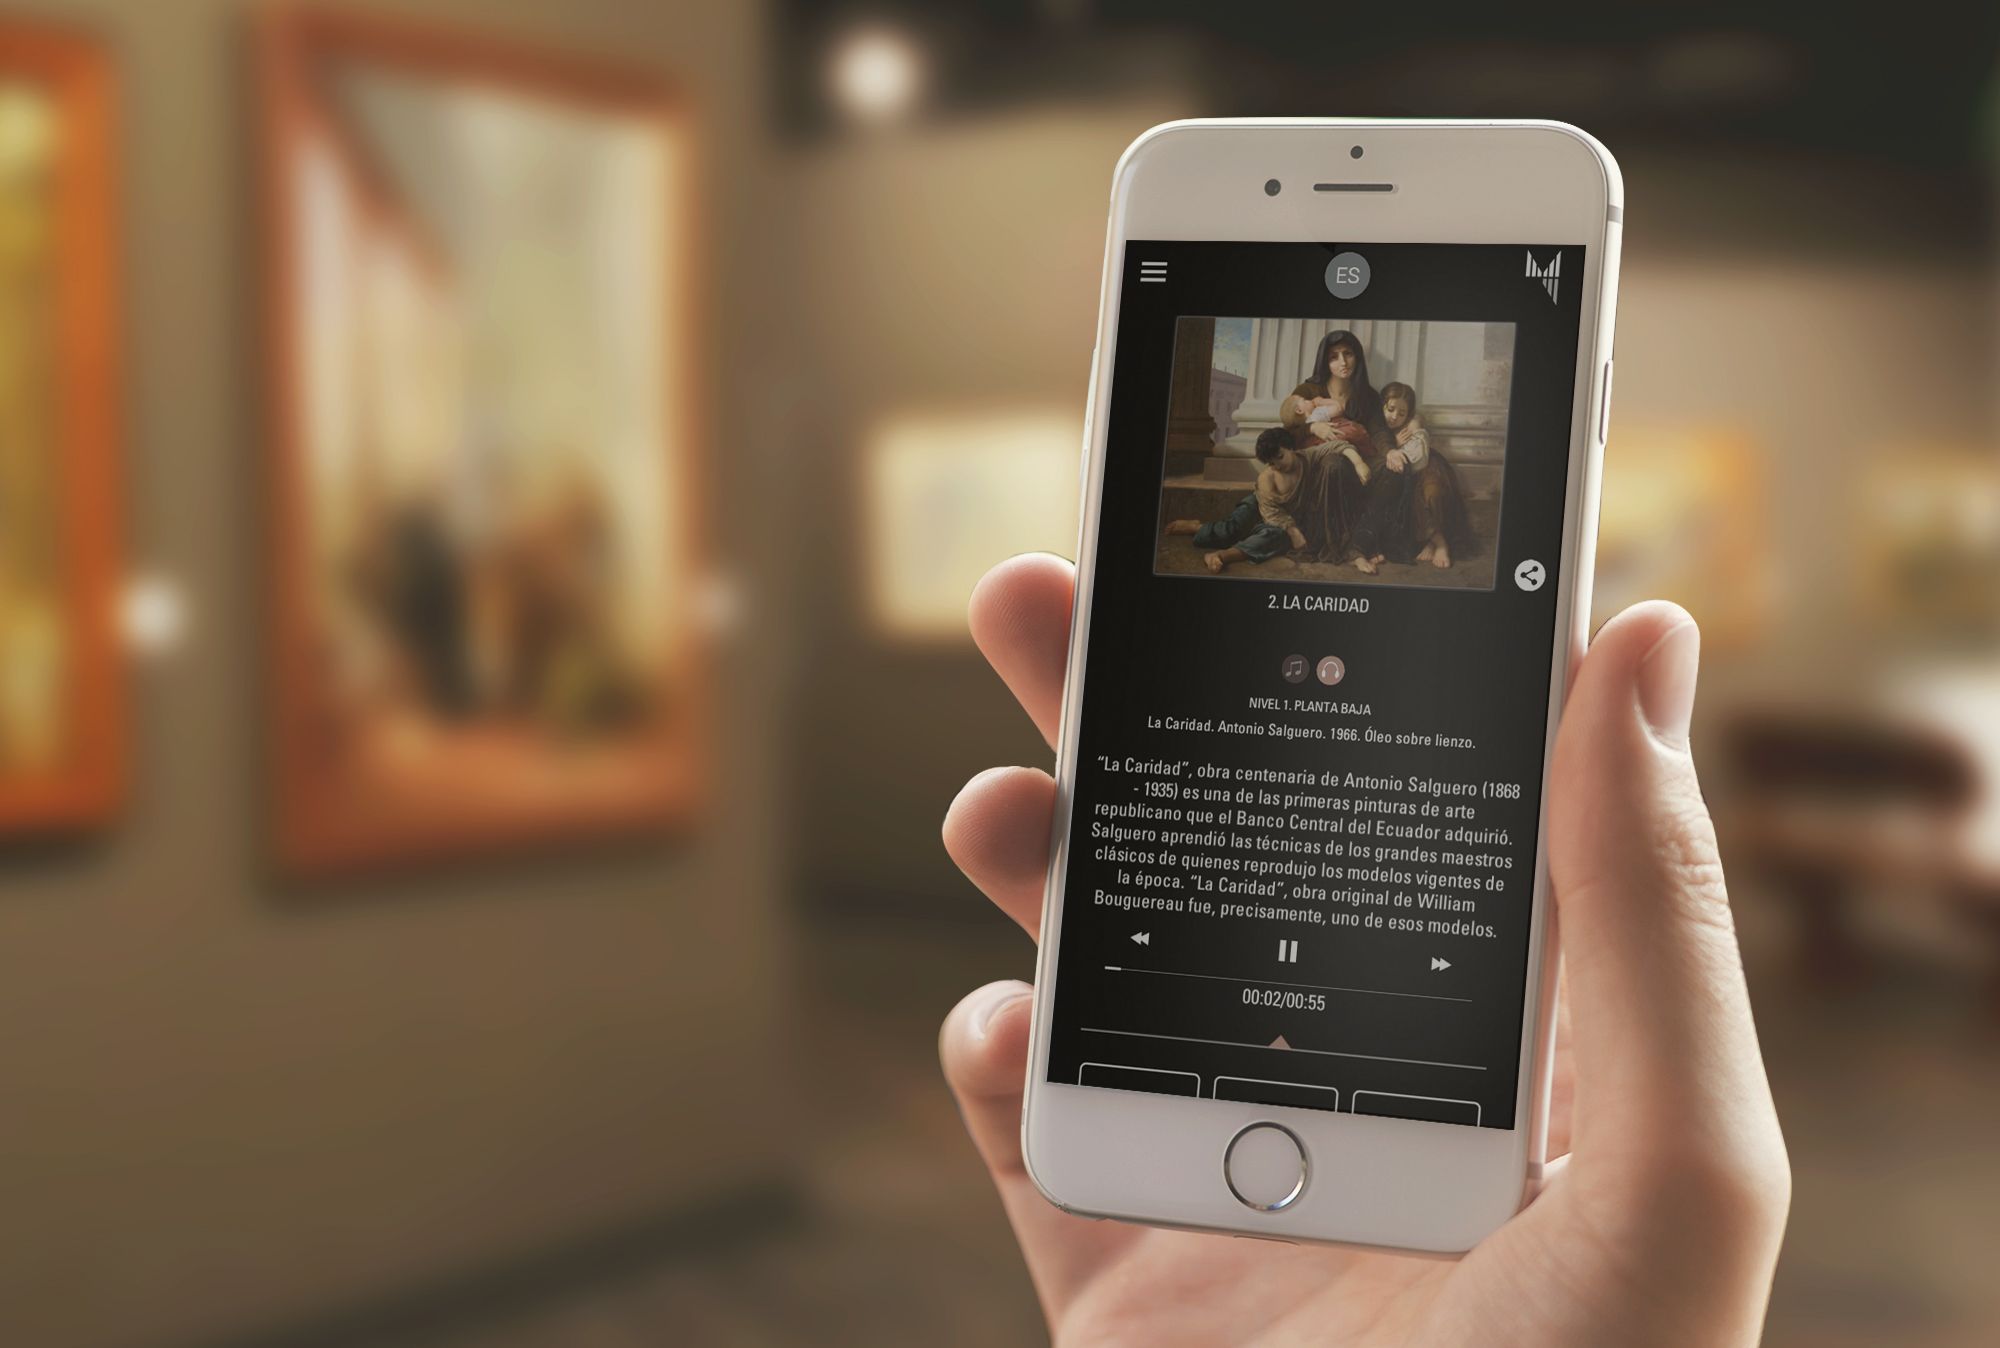 ES
2. LA CARIDAD
NIVEL 1. PLANTA BAJA
La Caridad. Antonio Salguero. 1966. Óleo sobre lienzo.
“La Caridad”, obra centenaria de Antonio Salguero (1868
- 1935) es una de las primeras pinturas de arte
republicano que el Banco Central del Ecuador adquirió.
Salguero aprendió las técnicas de los grandes maestros
clásicos de quienes reprodujo los modelos vigentes de
la época. “La Caridad”, obra original de William
Bouguereau fue, precisamente, uno de esos modelos.
00:02/00:55